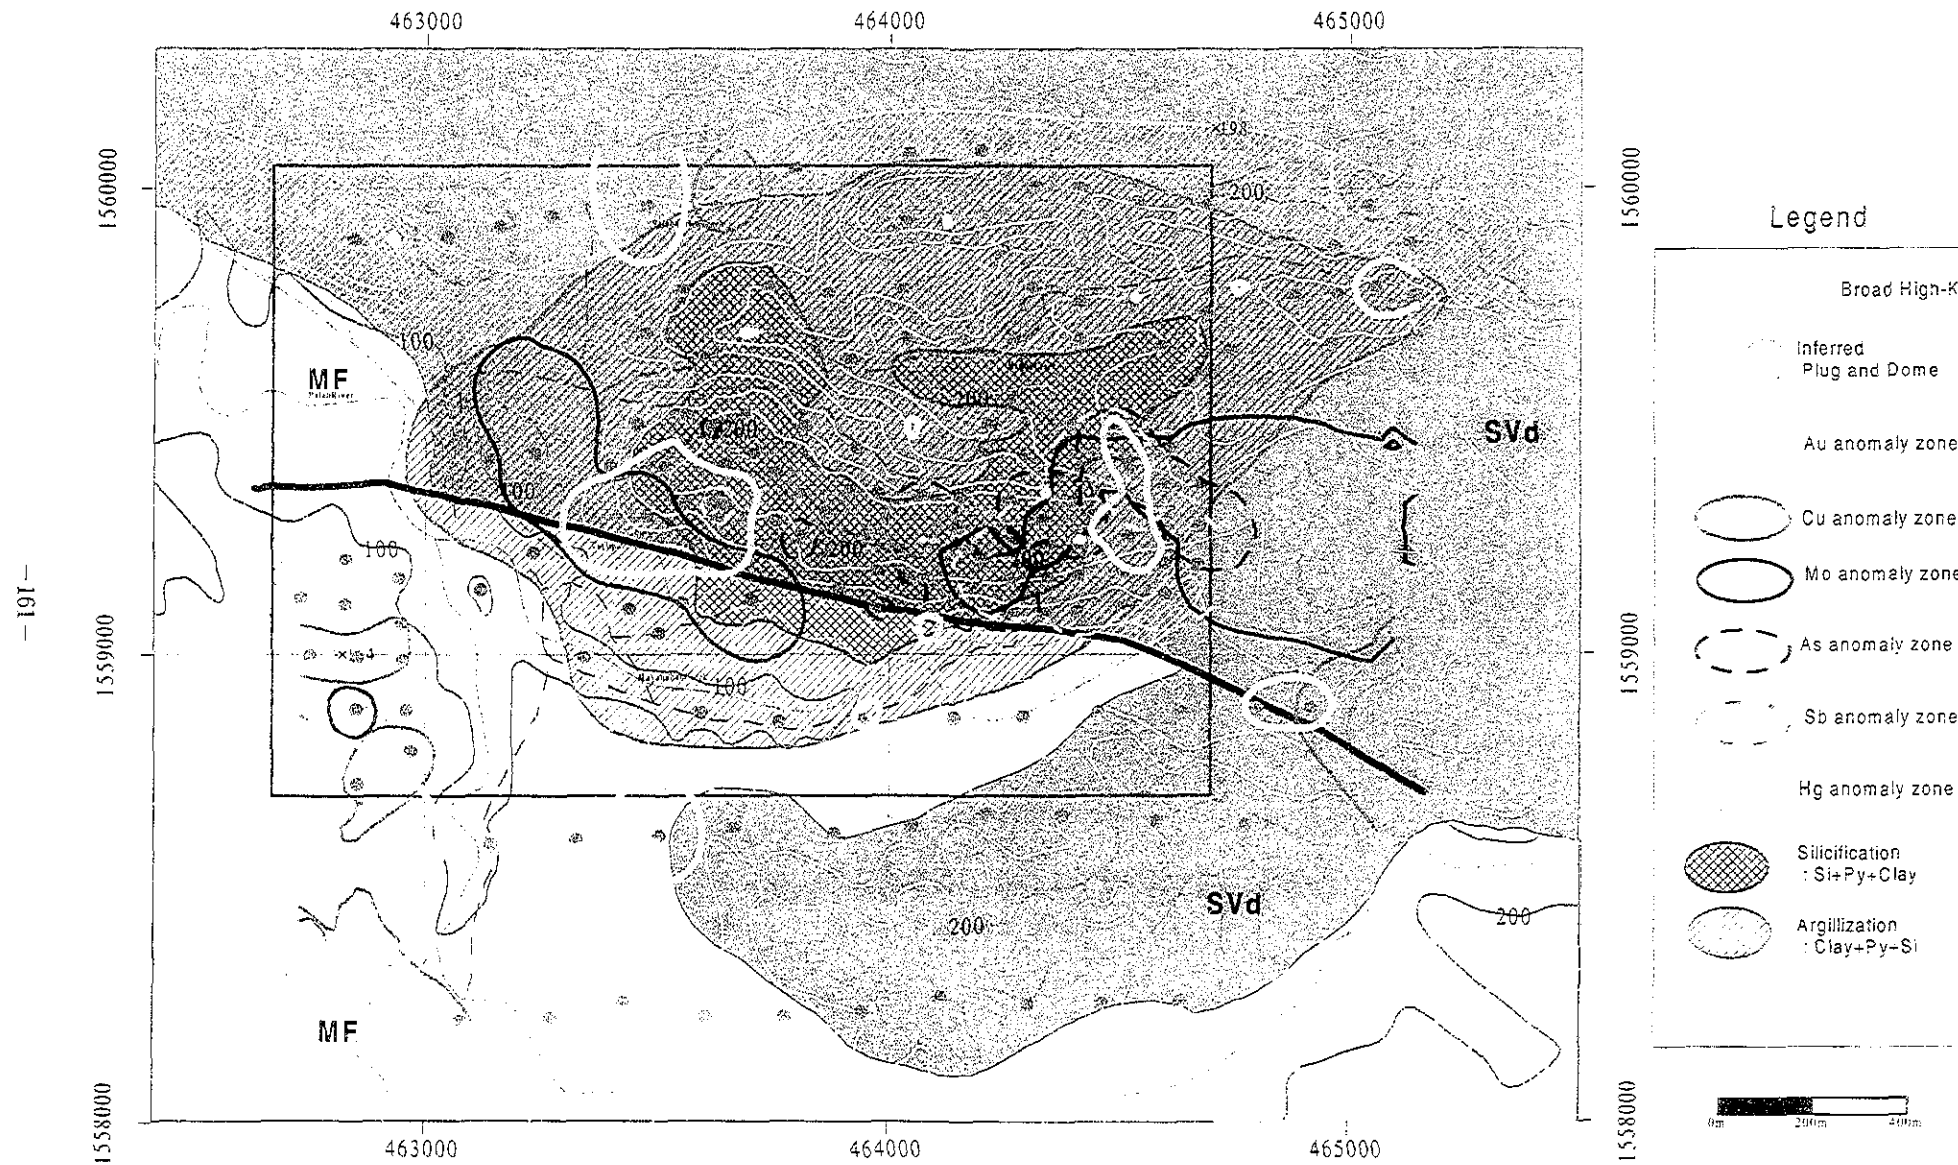 463000
464000
465000
1560000
1560000
200
Legend
Broad High-K
Inferred
Plug and Dome
100
MF
200
200
SVd
Au anomaly zone
Cu anomaly zone
100
200
Mo anomaly zone
– 161 –
1559000
1559000
As anomaly zone
100
Sb anomaly zone
Hg anomaly zone
Silicification
: Si+Py+Clay
SVd
200
200
Argillization
: Clay+Py+Si
MF
1558000
1558000
0m
200m
400m
463000
464000
465000